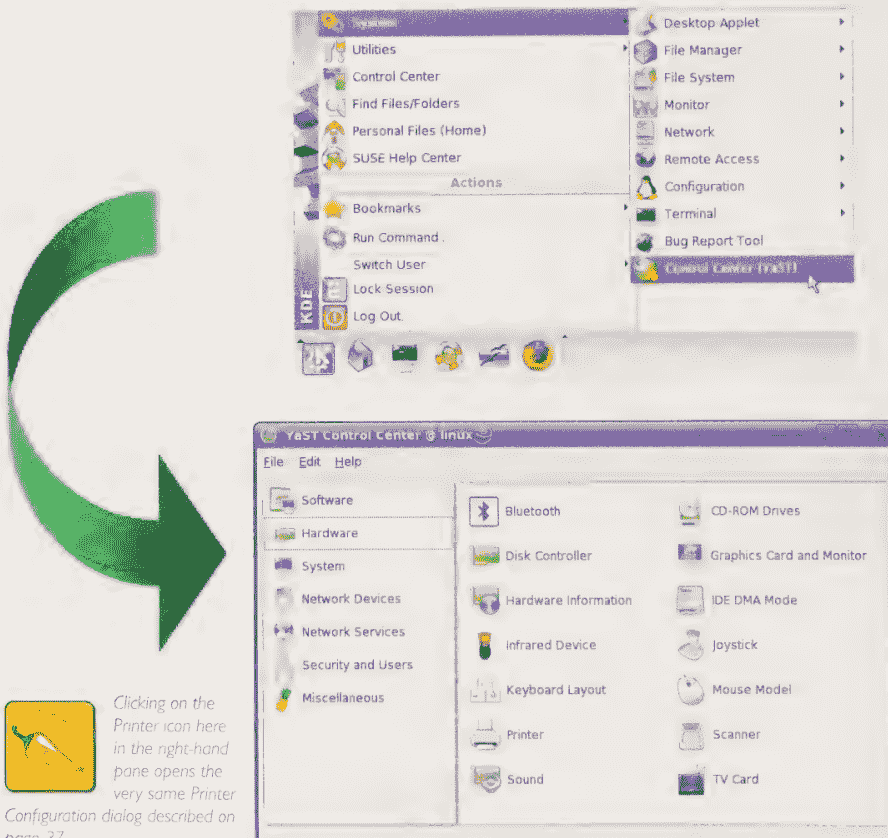 System
Utilities
Control Center
Find Files/Folders
Personal Files (Home)
SUSE Help Center
Actions
Bookmarks
Run Command .
Switch User
Lock Session
Log Out
KDE
Desktop Applet
File Manager
File System
Monitor
Network
Remote Access
Configuration
Terminal
Bug Report Tool
Control Center (YaST)
YaST Control Center @ linux
File Edit Help
Software
Hardware
System
Network Devices
Network Services
Security and Users
Miscellaneous
Bluetooth
CD-ROM Drives
Disk Controller
Graphics Card and Monitor
Hardware Information
IDE DMA Mode
Infrared Device
Joystick
Keyboard Layout
Mouse Model
Printer
Scanner
Sound
TV Card
Clicking on the
Printer icon here
in the right-hand
pane opens the
very same Printer
Configuration dialog described on
page 37